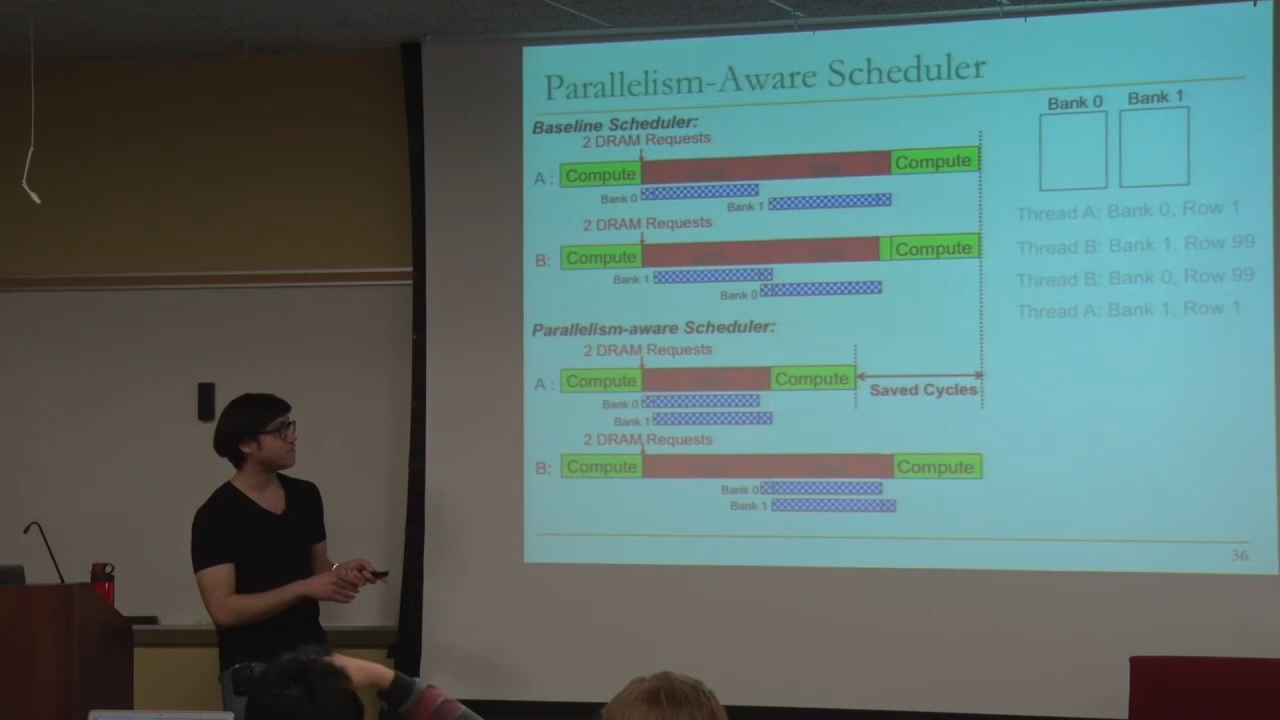 Parallelism-Aware Scheduler
Baseline Scheduler:
2 DRAM Requests
A : Compute Compute
Bank 0
Bank 1
2 DRAM Requests
B: Compute Compute
Bank 1
Bank 0
Parallelism-aware Scheduler:
2 DRAM Requests
A : Compute Compute
Saved Cycles
Bank 0
Bank 1
2 DRAM Requests
B: Compute Compute
Bank 0
Bank 1
Bank 0 Bank 1
Thread A: Bank 0, Row 1
Thread B: Bank 1, Row 99
Thread B: Bank 0, Row 99
Thread A: Bank 1, Row 1
36